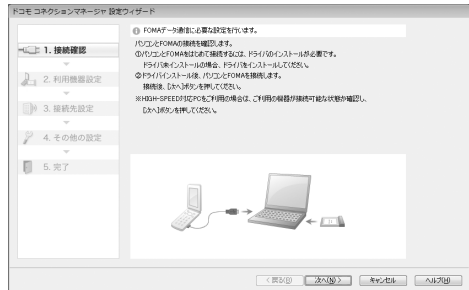 ドコモ コネクションマネージャ 設定ウィザード
FOMAデータ通信に必要な設定を行います。
1. 接続確認
2. 利用機器設定
3. 接続先設定
4. その他の設定
5. 完了
パソコンとFOMAの接続を確認します。
①パソコンとFOMAをはじめて接続するには、ドライバのインストールが必要です。
ドライバ未インストールの場合、ドライバをインストールしてください。
②ドライバインストール後、パソコンとFOMAを接続します。
接続後、[次へ]ボタンを押してください。
※HIGH-SPEED対応PCをご利用の場合は、ご利用の機器が接続可能な状態か確認し、
[次へ]ボタンを押してください。
< 戻る(B)
次へ(N) >
キャンセル
ヘルプ(H)